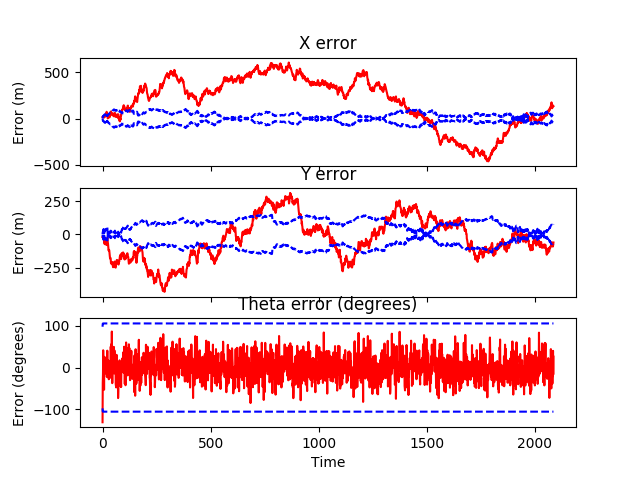 X error
500
0
−500
Error (m)
Y error
250
0
−250
Error (m)
Theta error (degrees)
100
0
−100
Error (degrees)
0
500
1000
1500
2000
Time